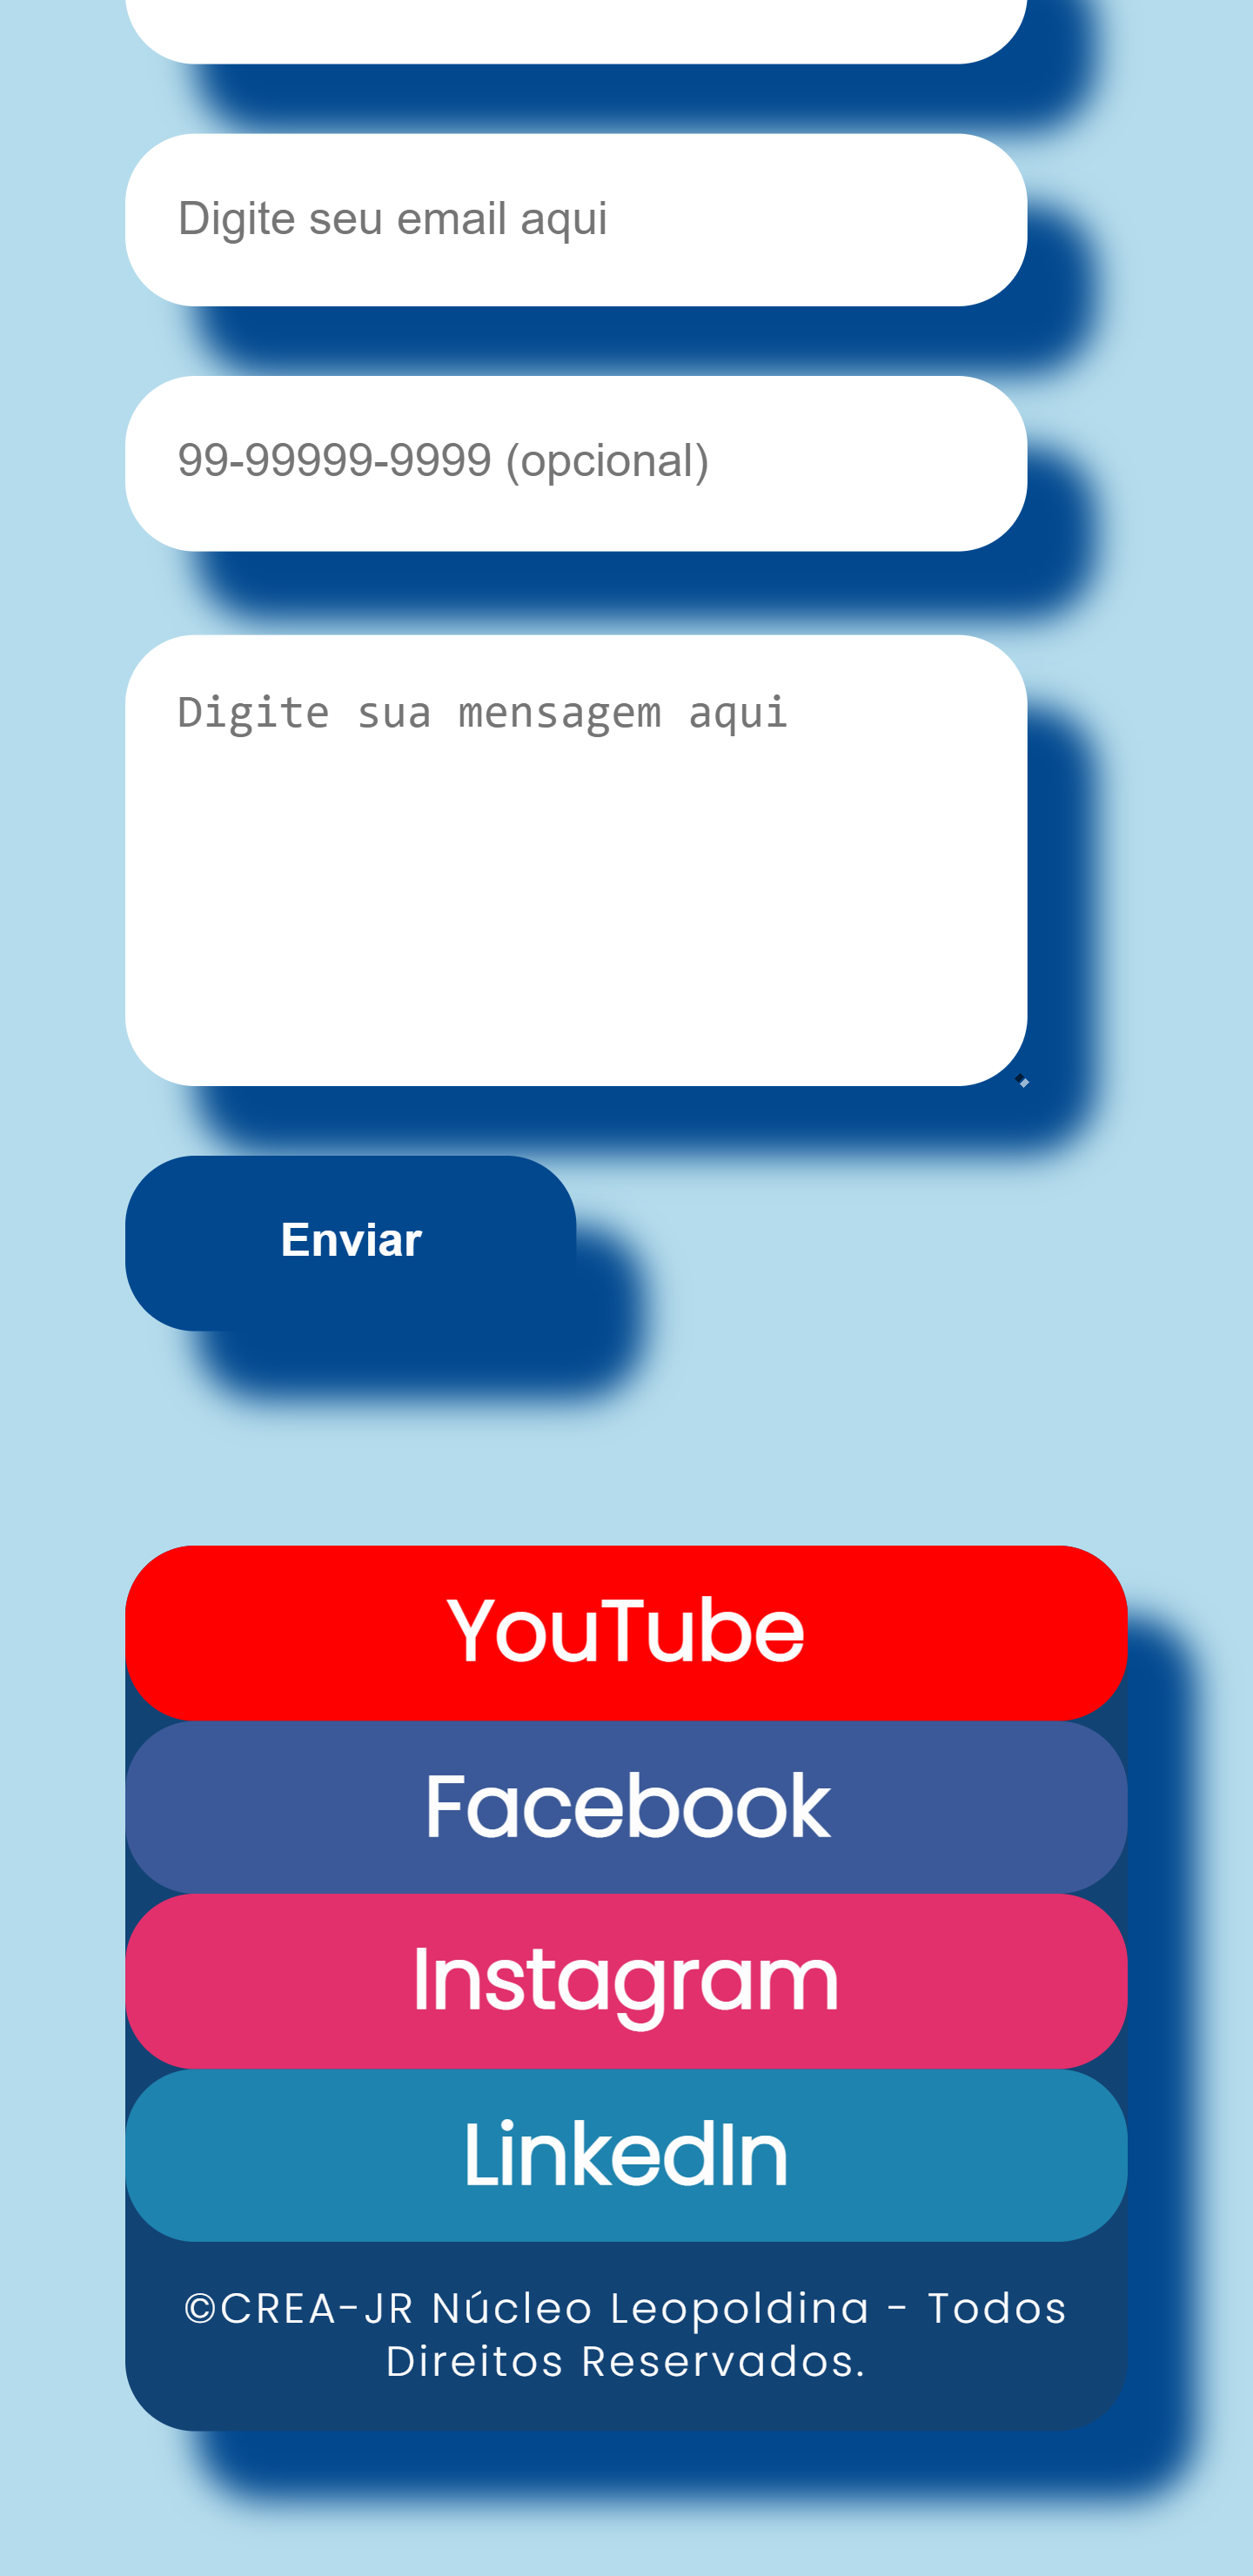 Digite seu email aqui
99-99999-9999 (opcional)
Digite sua mensagem aqui
Enviar
YouTube
Facebook
Instagram
LinkedIn
©CREA-JR Núcleo Leopoldina - Todos
Direitos Reservados.